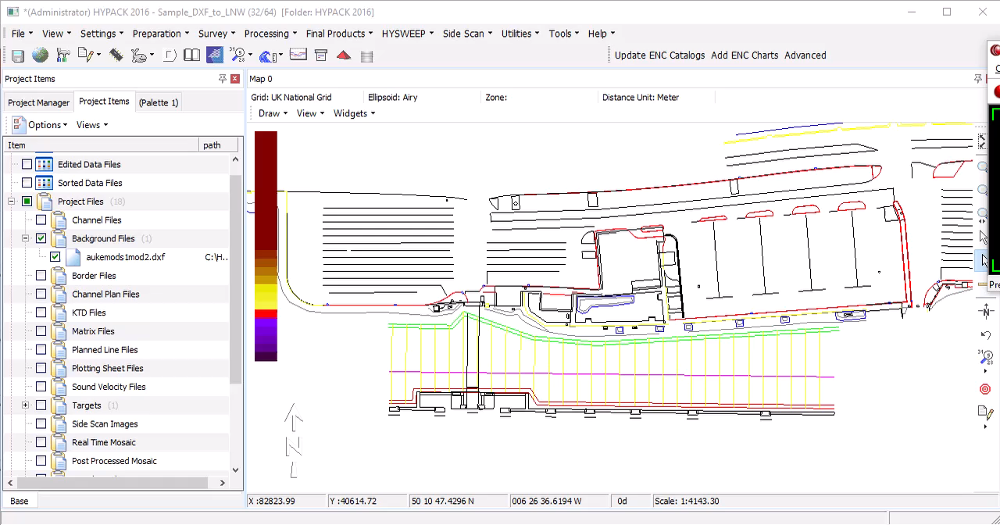 *(Administrator) HYPACK 2016 - Sample_DXF_to_LNW (32/64) [Folder: HYPACK 2016]
File View Settings Preparation Survey Processing Final Products HYSWEEP Side Scan Utilities Tools Help
Update ENC Catalogs Add ENC Charts Advanced
Project Items
Map 0
Project Manager Project Items (Palette 1)
Grid: UK National Grid Ellipsoid: Airy Zone: Distance Unit: Meter
Draw View Widgets
Options Views
Item path
Edited Data Files
Sorted Data Files
Project Files (18)
Channel Files
Background Files (1)
aukemods1mod2.dxf C:\H..
Border Files
Channel Plan Files
KTD Files
Matrix Files
Planned Line Files
Plotting Sheet Files
Sound Velocity Files
Targets (1)
Side Scan Images
Real Time Mosaic
Post Processed Mosaic
N
Base
X :82823.99 Y :40614.72 50 10 47.4296 N 006 26 36.6194 W 0d Scale: 1:4143.30
Pre